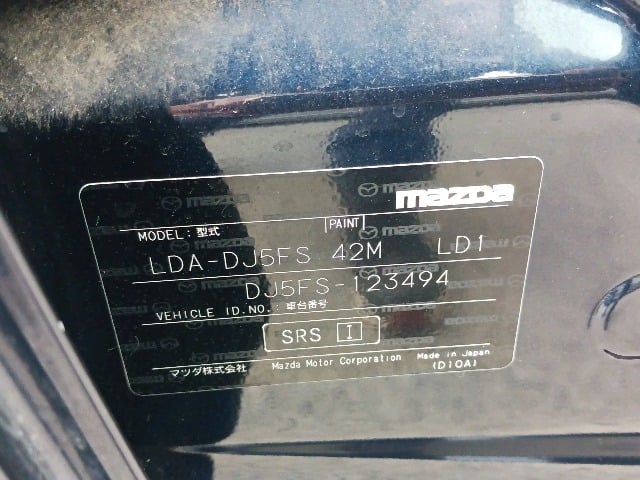 mazda
MODEL: 型式 PAINT
LDA-DJ5FS 42M LD1
DJ5FS-123494
VEHICLE ID.NO.: 車台番号
SRS I
マツダ株式会社 Mazda Motor Corporation Made in Japan
(D10A)